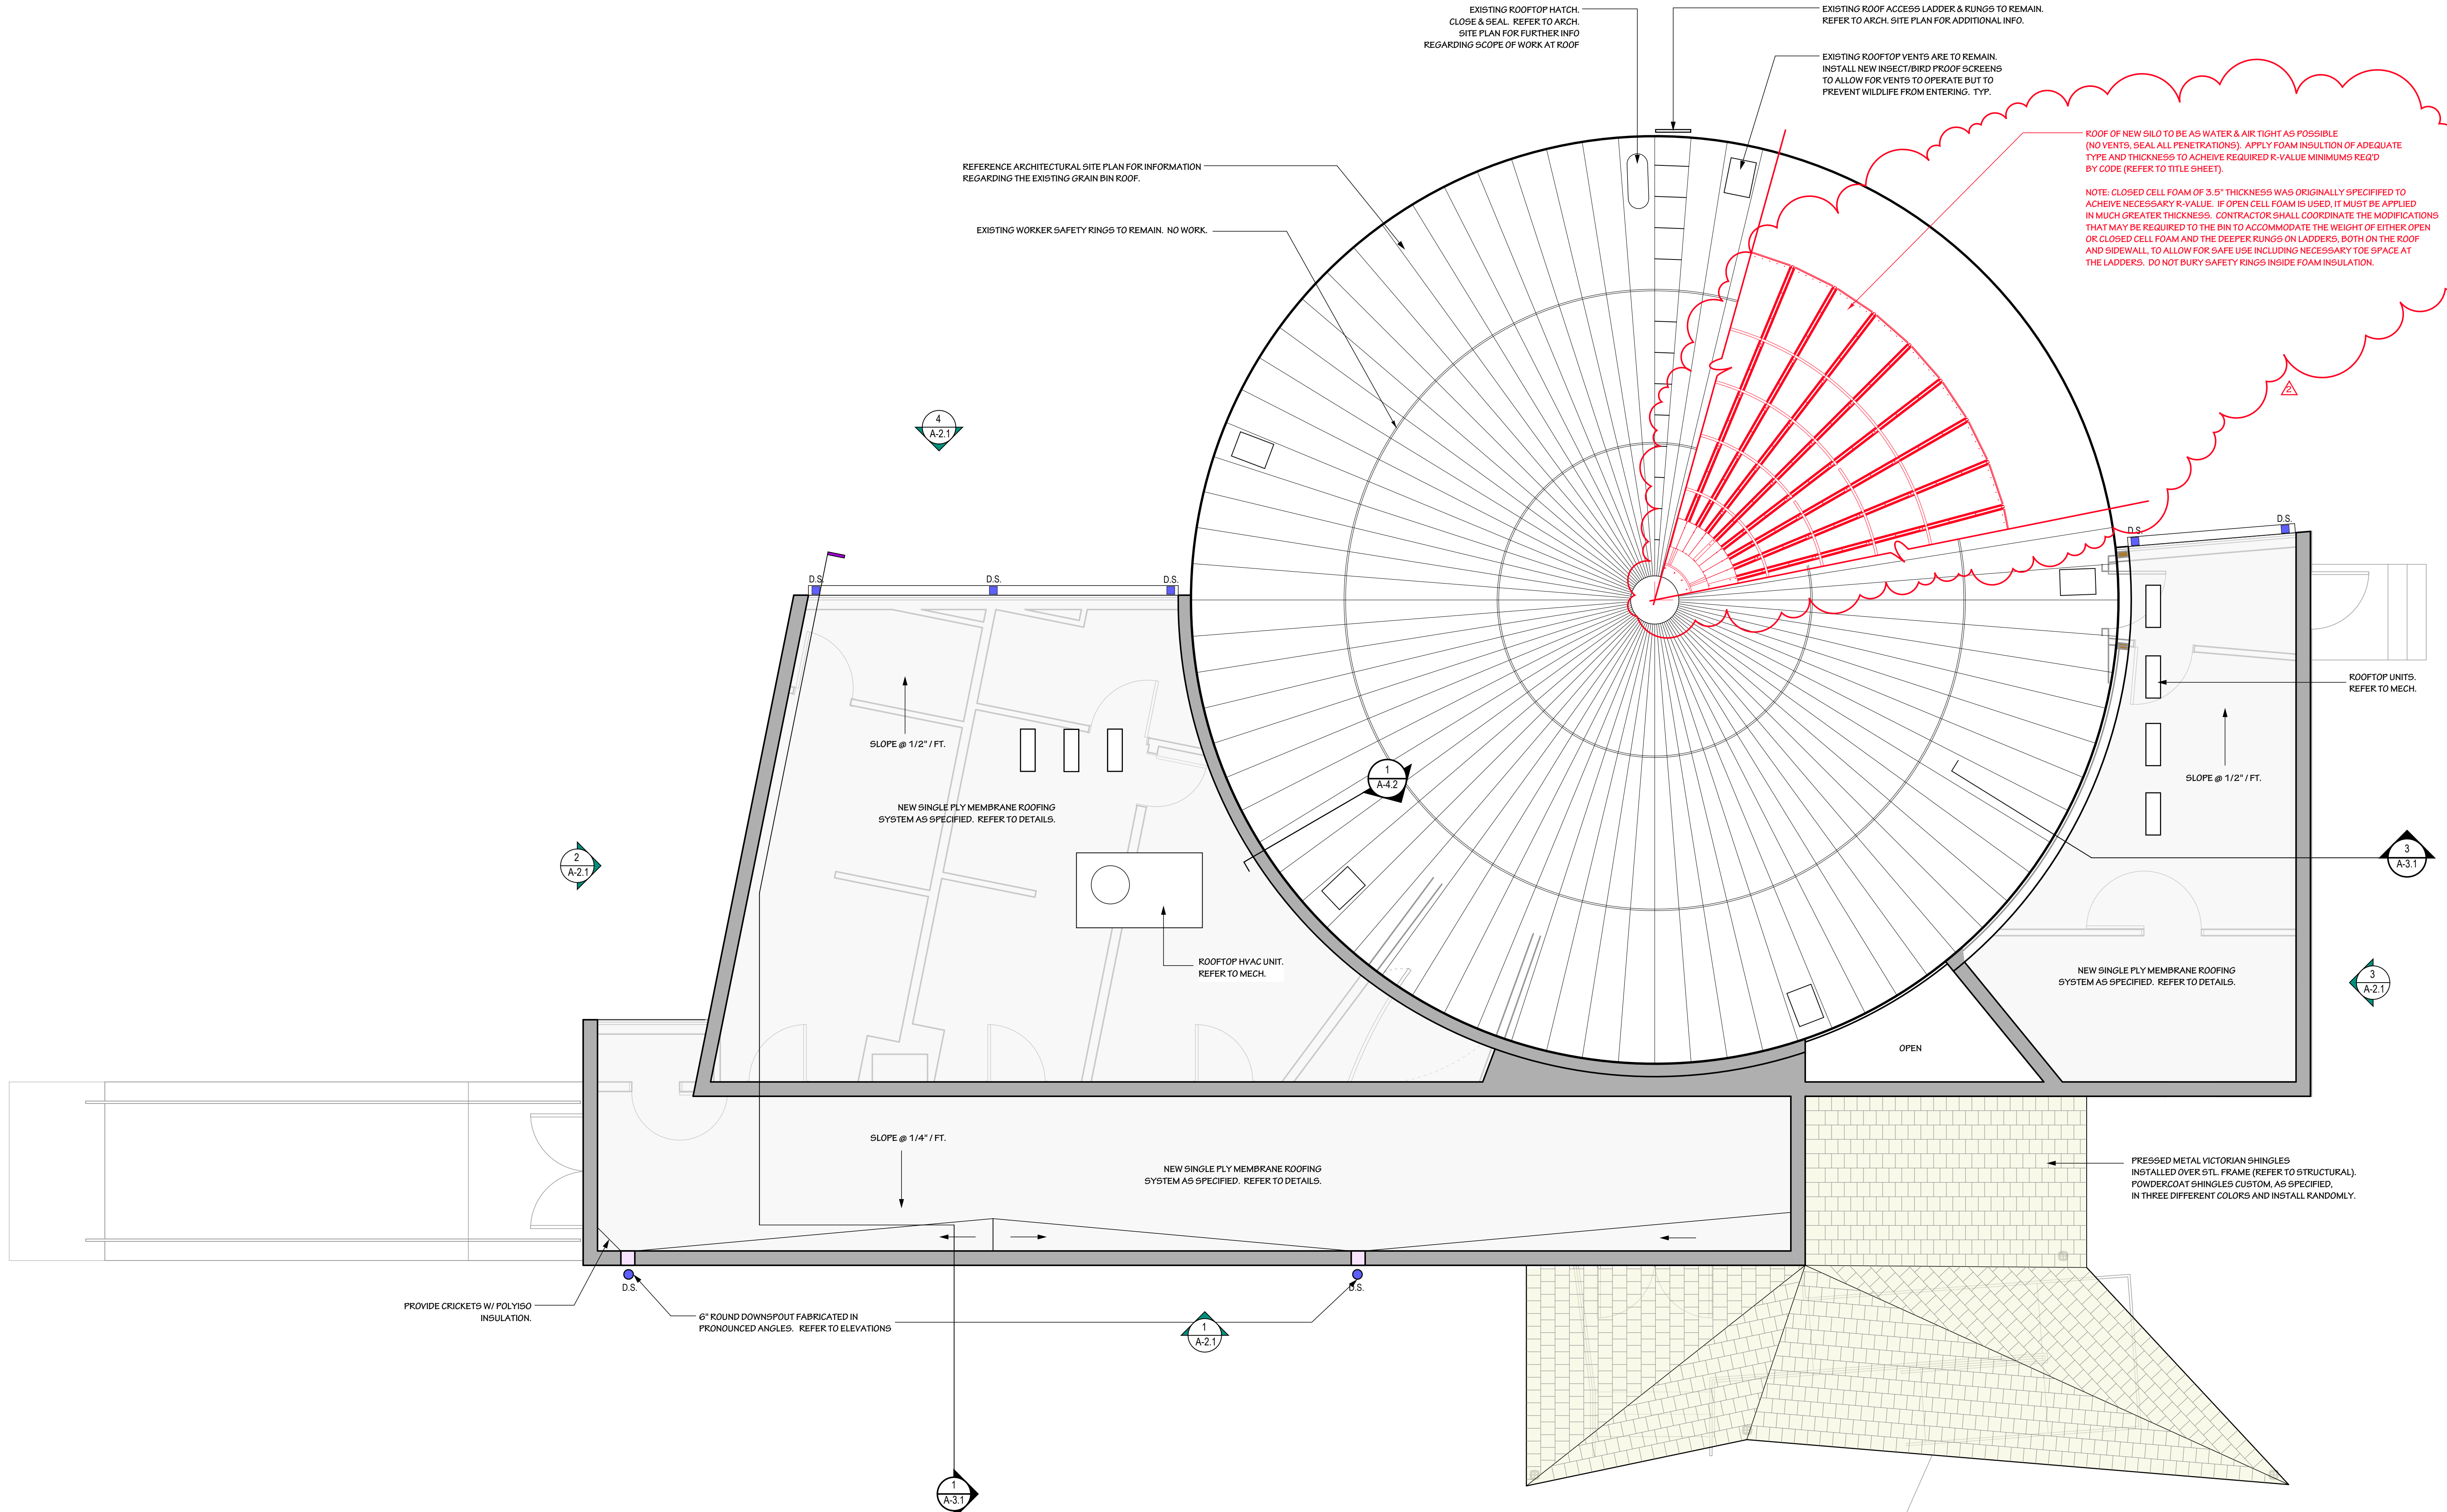 EXISTING ROOFTOP HATCH.
CLOSE & SEAL. REFER TO ARCH.
SITE PLAN FOR FURTHER INFO
REGARDING SCOPE OF WORK AT ROOF
EXISTING ROOF ACCESS LADDER & RUNGS TO REMAIN.
REFER TO ARCH. SITE PLAN FOR ADDITIONAL INFO.
EXISTING ROOFTOP VENTS ARE TO REMAIN.
INSTALL NEW INSECT/BIRD PROOF SCREENS
TO ALLOW FOR VENTS TO OPERATE BUT TO
PREVENT WILDLIFE FROM ENTERING. TYP.
ROOF OF NEW SILO TO BE AS WATER & AIR TIGHT AS POSSIBLE
(NO VENTS, SEAL ALL PENETRATIONS). APPLY FOAM INSULTION OF ADEQUATE
TYPE AND THICKNESS TO ACHEIVE REQUIRED R-VALUE MINIMUMS REQ'D
BY CODE (REFER TO TITLE SHEET).
NOTE: CLOSED CELL FOAM OF 3.5" THICKNESS WAS ORIGINALLY SPECIFIFED TO
ACHEIVE NECESSARY R-VALUE. IF OPEN CELL FOAM IS USED, IT MUST BE APPLIED
IN MUCH GREATER THICKNESS. CONTRACTOR SHALL COORDINATE THE MODIFICATIONS
THAT MAY BE REQUIRED TO THE BIN TO ACCOMMODATE THE WEIGHT OF EITHER OPEN
OR CLOSED CELL FOAM AND THE DEEPER RUNGS ON LADDERS, BOTH ON THE ROOF
AND SIDEWALL, TO ALLOW FOR SAFE USE INCLUDING NECESSARY TOE SPACE AT
THE LADDERS. DO NOT BURY SAFETY RINGS INSIDE FOAM INSULATION.
REFERENCE ARCHITECTURAL SITE PLAN FOR INFORMATION
REGARDING THE EXISTING GRAIN BIN ROOF.
EXISTING WORKER SAFETY RINGS TO REMAIN. NO WORK.
2
4
A-2.1
D.S.
D.S.
D.S.
D.S.
D.S.
ROOFTOP UNITS.
REFER TO MECH.
SLOPE @ 1/2" / FT.
SLOPE @ 1/2" / FT.
1
A-4.2
NEW SINGLE PLY MEMBRANE ROOFING
SYSTEM AS SPECIFIED. REFER TO DETAILS.
2
A-2.1
3
A-3.1
ROOFTOP HVAC UNIT.
REFER TO MECH.
NEW SINGLE PLY MEMBRANE ROOFING
SYSTEM AS SPECIFIED. REFER TO DETAILS.
3
A-2.1
OPEN
SLOPE @ 1/4" / FT.
NEW SINGLE PLY MEMBRANE ROOFING
SYSTEM AS SPECIFIED. REFER TO DETAILS.
PRESSED METAL VICTORIAN SHINGLES
INSTALLED OVER STL. FRAME (REFER TO STRUCTURAL).
POWDERCOAT SHINGLES CUSTOM, AS SPECIFIED,
IN THREE DIFFERENT COLORS AND INSTALL RANDOMLY.
D.S.
D.S.
PROVIDE CRICKETS W/ POLYISO
INSULATION.
6" ROUND DOWNSPOUT FABRICATED IN
PRONOUNCED ANGLES. REFER TO ELEVATIONS
1
A-2.1
1
A-3.1